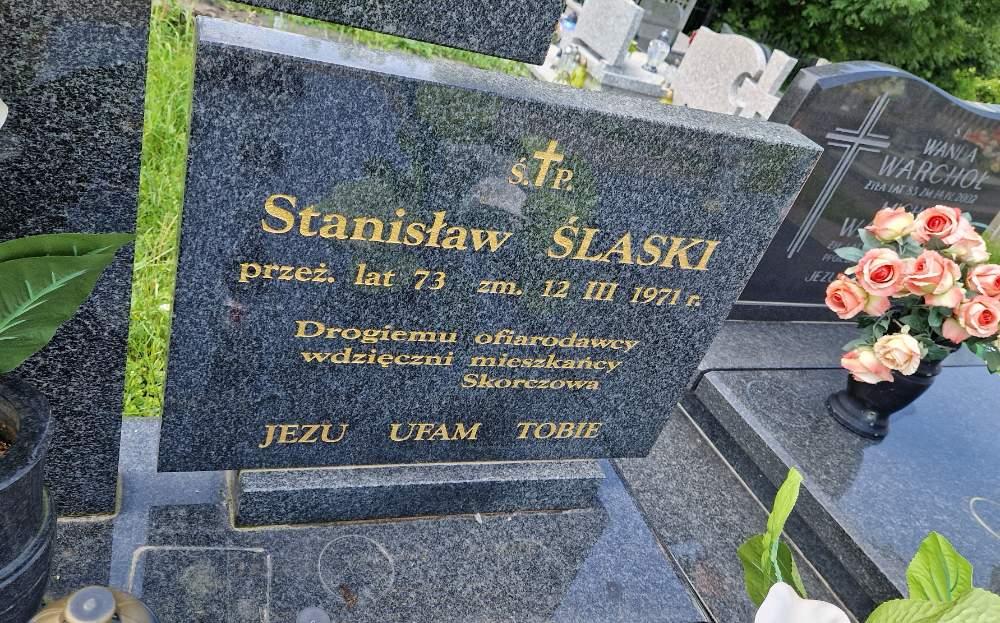 Ś.P.
Stanisław ŚLASKI
przeż. lat 73 zm. 12 III 1971 r.
Drogiemu ofiarodawcy
wdzięczni mieszkańcy
Skorczowa
JEZU UFAM TOBIE
WARCHOŁ